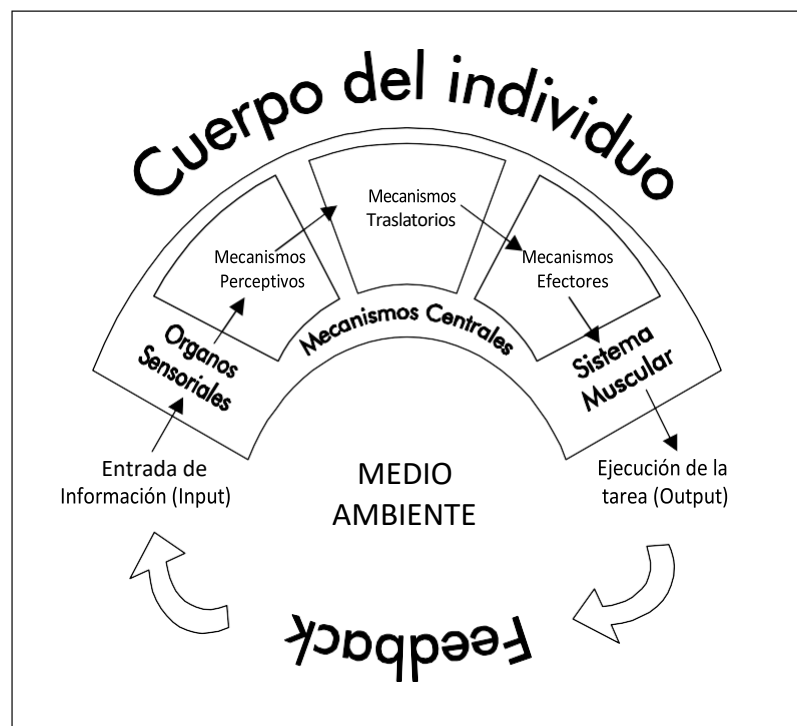 Cuerpo del individuo
Mecanismos
Traslatorios
Mecanismos
Perceptivos
Mecanismos
Efectores
Mecanismos Centrales
Organos
Sensoriales
Sistema
Muscular
Entrada de
Información (Input)
MEDIO
AMBIENTE
Ejecución de la
tarea (Output)
Feedback